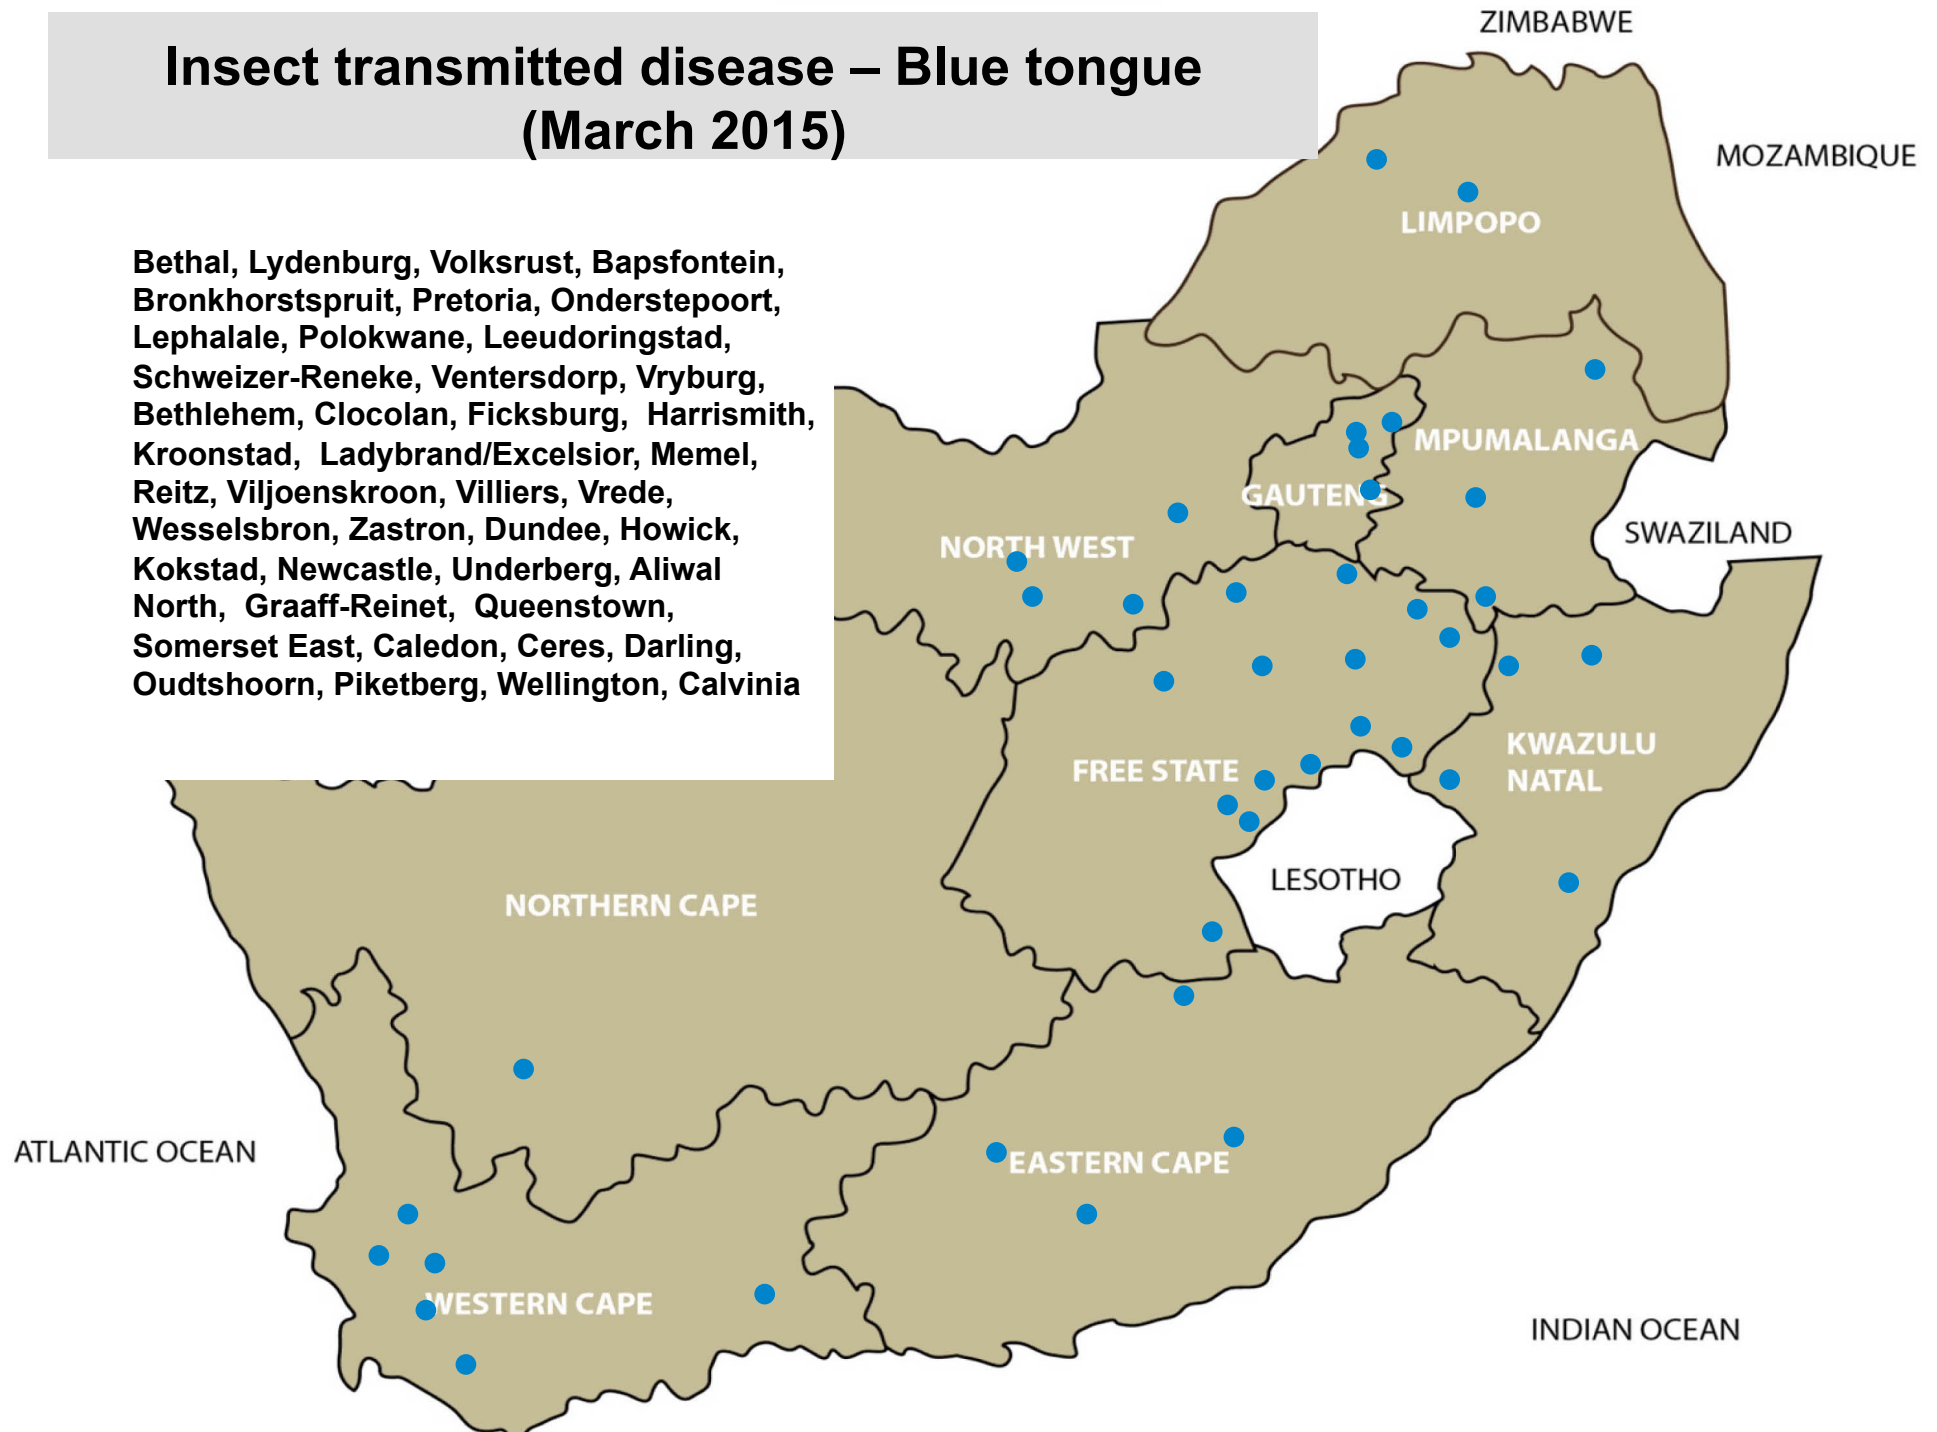 Insect transmitted disease – Blue tongue
(March 2015)
ZIMBABWE
MOZAMBIQUE
LIMPOPO
Bethal, Lydenburg, Volksrust, Bapsfontein,
Bronkhorstspruit, Pretoria, Onderstepoort,
Lephalale, Polokwane, Leeudoringstad,
Schweizer-Reneke, Ventersdorp, Vryburg,
Bethlehem, Clocolan, Ficksburg, Harrismith,
Kroonstad, Ladybrand/Excelsior, Memel,
Reitz, Viljoenskroon, Villiers, Vrede,
Wesselsbron, Zastron, Dundee, Howick,
Kokstad, Newcastle, Underberg, Aliwal
North, Graaff-Reinet, Queenstown,
Somerset East, Caledon, Ceres, Darling,
Oudtshoorn, Piketberg, Wellington, Calvinia
MPUMALANGA
GAUTENG
SWAZILAND
NORTH WEST
KWAZULU
NATAL
FREE STATE
LESOTHO
NORTHERN CAPE
ATLANTIC OCEAN
EASTERN CAPE
WESTERN CAPE
INDIAN OCEAN